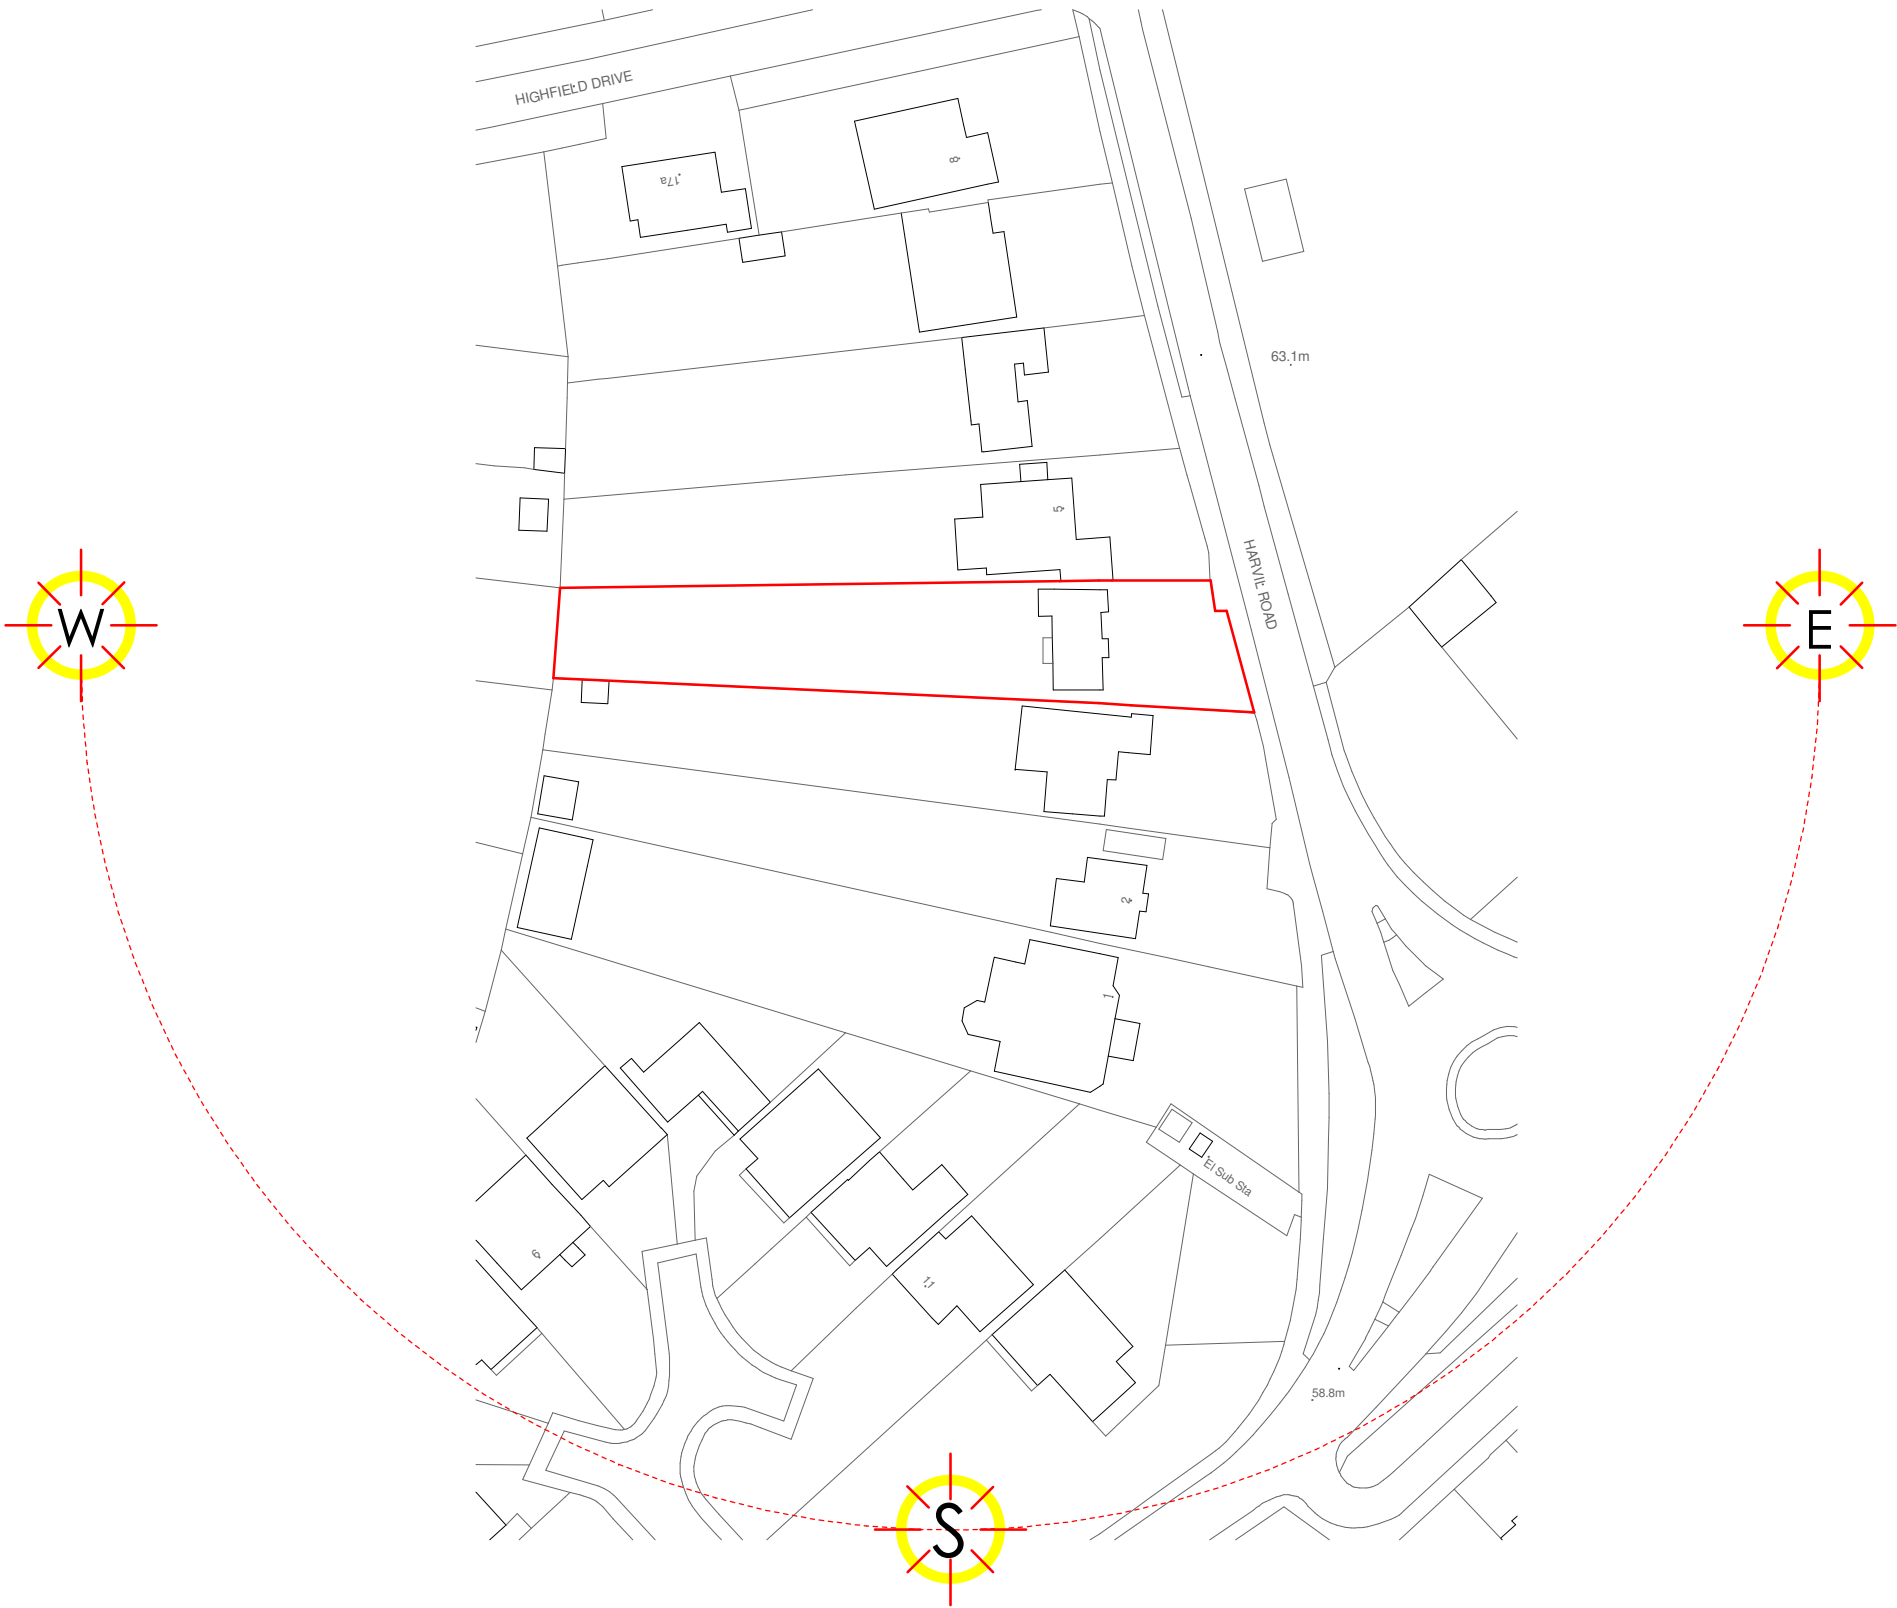 HIGHFIELD DRIVE
8
17a
63.1m
5
HARVIL ROAD
W
E
2
1
El Sub Sta
6
11
58.8m
S